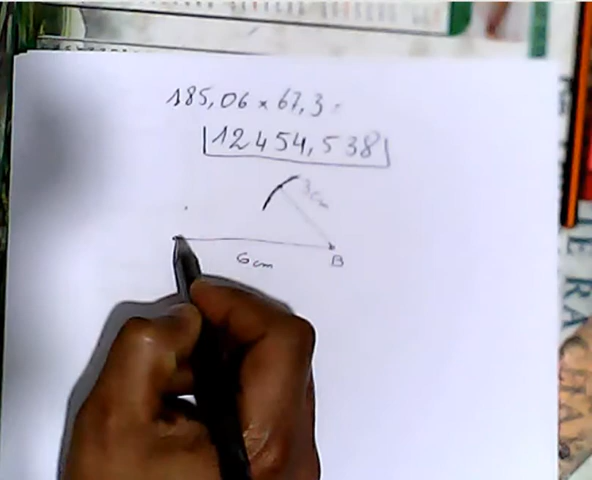 185,06 × 67,3 =
12454,538
3cm
6cm
B